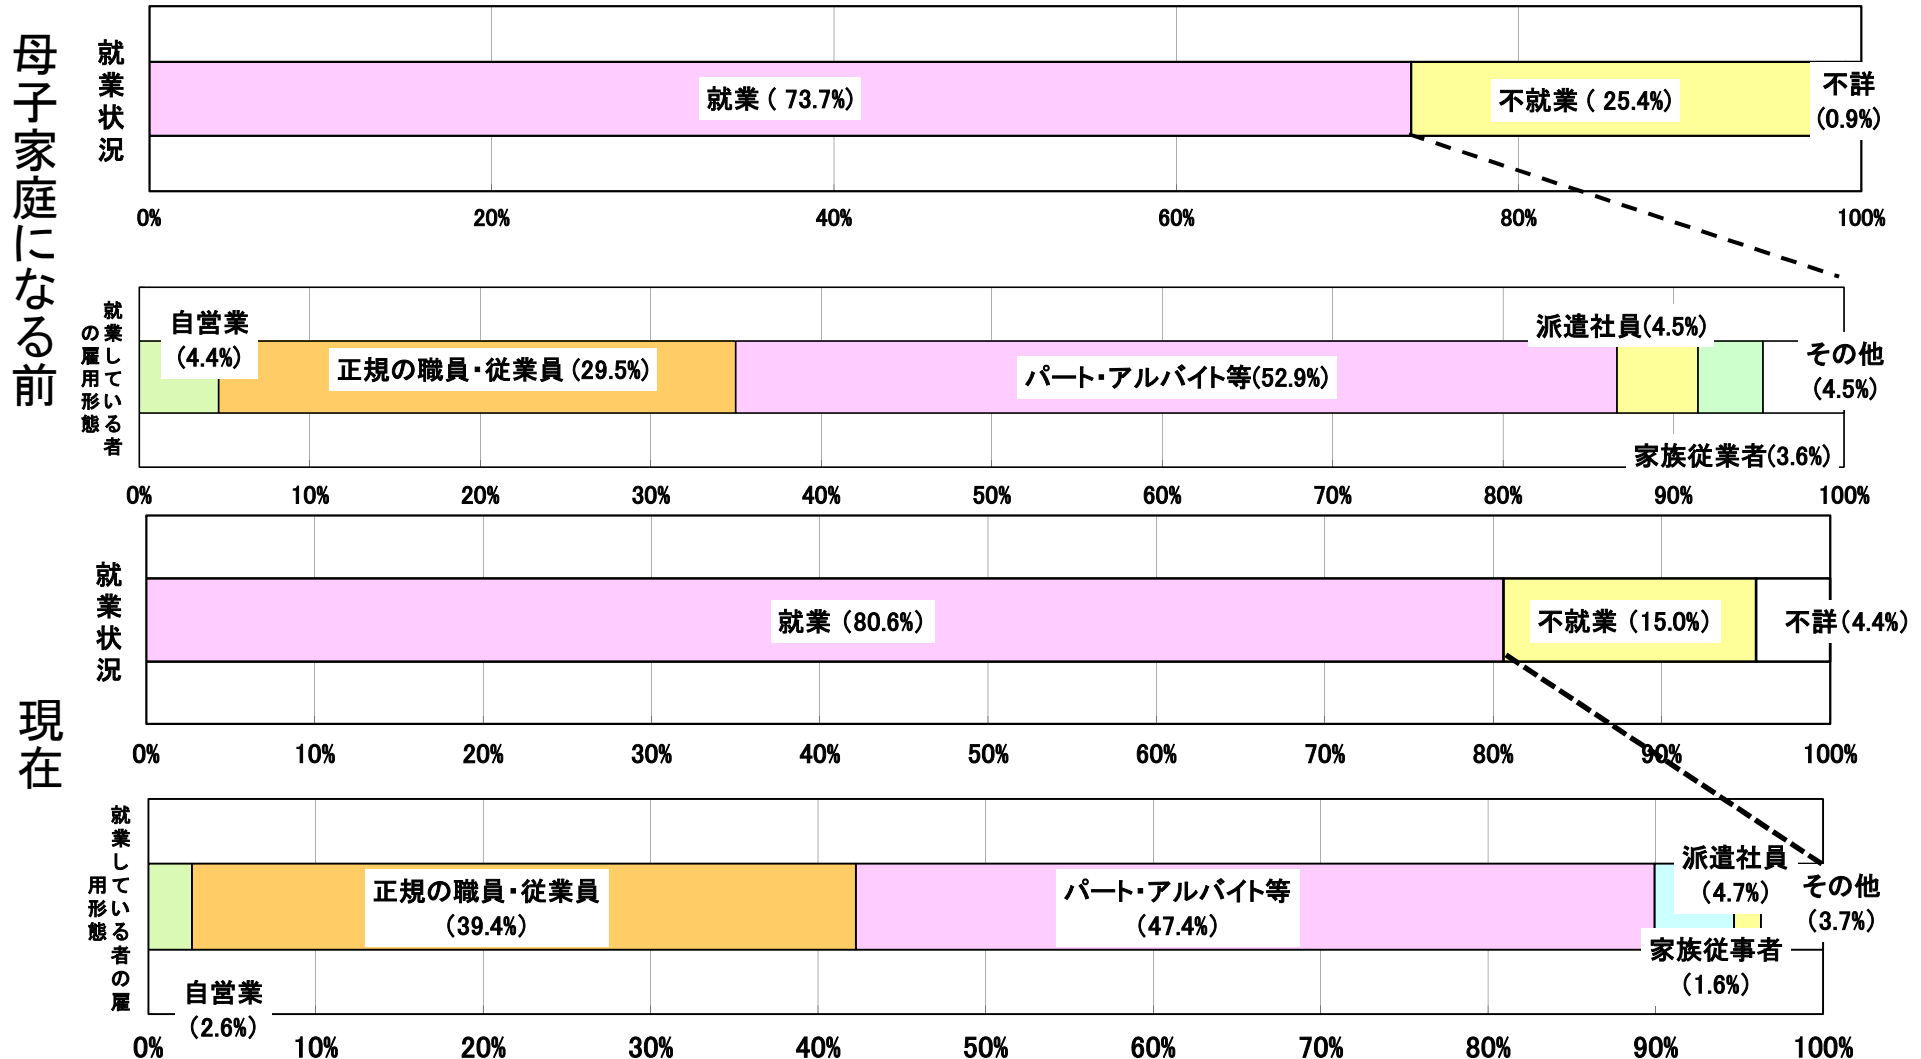 母子家庭になる前
就業状況
就業 ( 73.7%)
不就業 ( 25.4%)
不詳
(0.9%)
0% 20% 40% 60% 80% 100%
就業している者
の雇用形態
自営業
(4.4%)
正規の職員・従業員 (29.5%)
パート・アルバイト等(52.9%)
派遣社員(4.5%)
その他
(4.5%)
家族従業者(3.6%)
0% 10% 20% 30% 40% 50% 60% 70% 80% 90% 100%
現在
就業状況
就業 (80.6%)
不就業 (15.0%)
不詳(4.4%)
0% 10% 20% 30% 40% 50% 60% 70% 80% 90% 100%
就業している者の雇
用形態
正規の職員・従業員
(39.4%)
パート・アルバイト等
(47.4%)
派遣社員
(4.7%)
その他
(3.7%)
家族従事者
(1.6%)
自営業
(2.6%)
0% 10% 20% 30% 40% 50% 60% 70% 80% 90% 100%